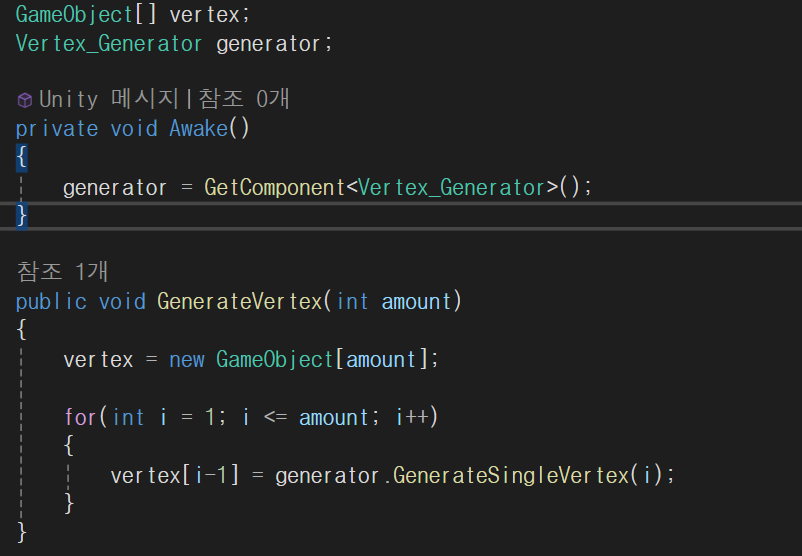 GameObject[] vertex;
Vertex_Generator generator;
Unity 메시지|참조 0개
private void Awake()
{
generator = GetComponent<Vertex_Generator>();
}
참조 1개
public void GenerateVertex(int amount)
{
vertex = new GameObject[amount];
for(int i = 1; i <= amount; i++)
{
vertex[i-1] = generator.GenerateSingleVertex(i);
}
}